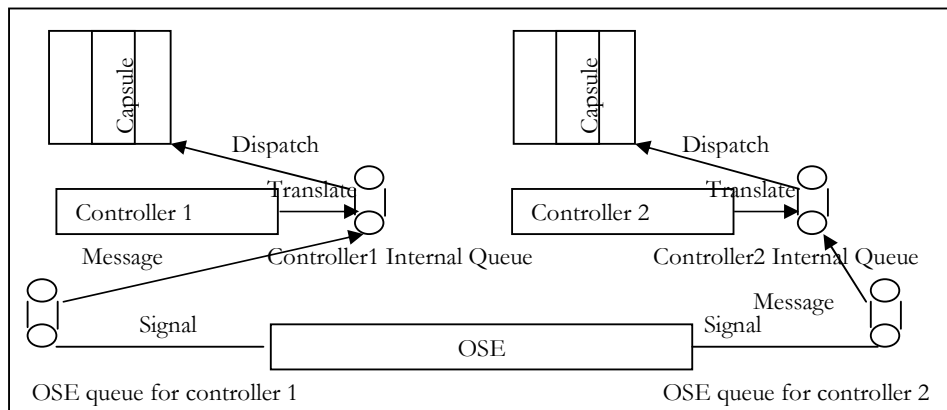 Capsule
Capsule
Dispatch
Dispatch
Translate
Translate
Controller 1
Controller 2
Message
Controller1 Internal Queue
Controller2 Internal Queue
Message
Signal
OSE
Signal
OSE queue for controller 1
OSE queue for controller 2